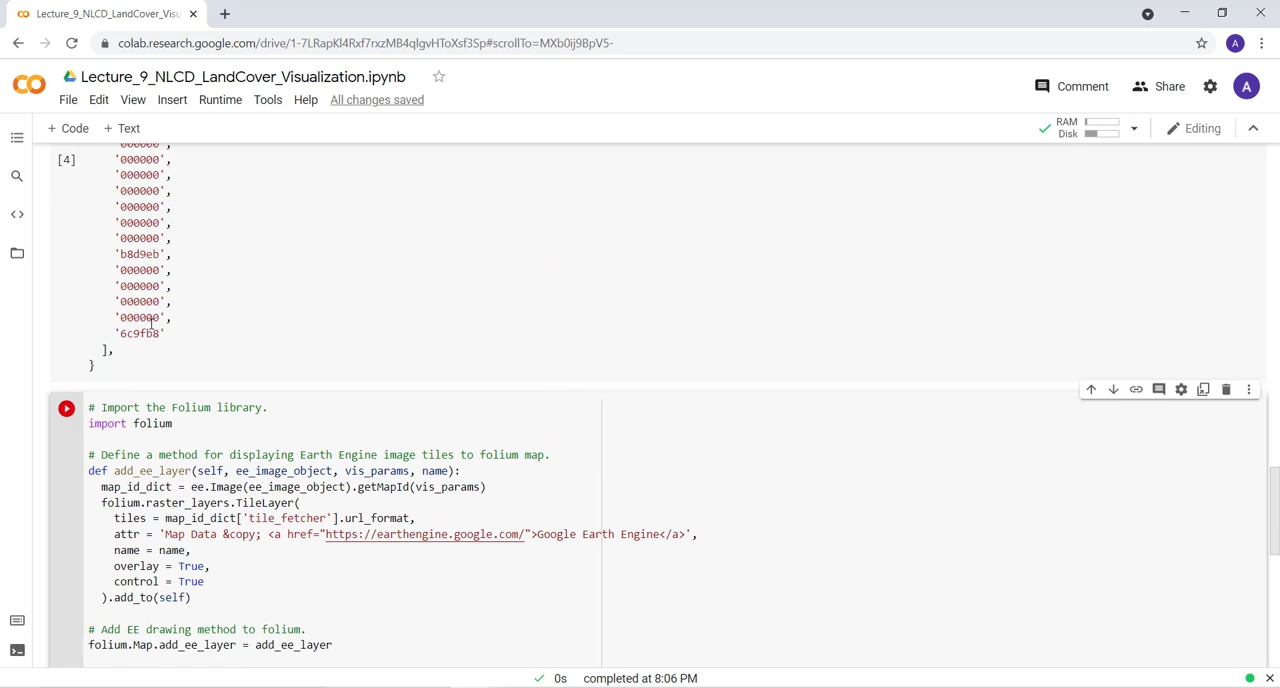 Lecture_9_NLCD_LandCover_Visu
colab.research.google.com/drive/1-7LRapKl4Rxf7rxzMB4qlgvHToXsf3Sp#scrollTo=MXb0ij9BpV5-
A
Lecture_9_NLCD_LandCover_Visualization.ipynb
Comment
Share
A
File Edit View Insert Runtime Tools Help All changes saved
+ Code + Text
RAM
Disk
Editing
'000000',
[4] '000000',
'000000',
'000000',
'000000',
'000000',
'000000',
'b8d9eb',
'000000',
'000000',
'000000',
'000000',
'6c9fb8'
],
}
# Import the Folium library.
import folium
# Define a method for displaying Earth Engine image tiles to folium map.
def add_ee_layer(self, ee_image_object, vis_params, name):
map_id_dict = ee.Image(ee_image_object).getMapId(vis_params)
folium.raster_layers.TileLayer(
tiles = map_id_dict['tile_fetcher'].url_format,
attr = 'Map Data &copy; <a href="https://earthengine.google.com/">Google Earth Engine</a>',
name = name,
overlay = True,
control = True
).add_to(self)
# Add EE drawing method to folium.
folium.Map.add_ee_layer = add_ee_layer
0s completed at 8:06 PM